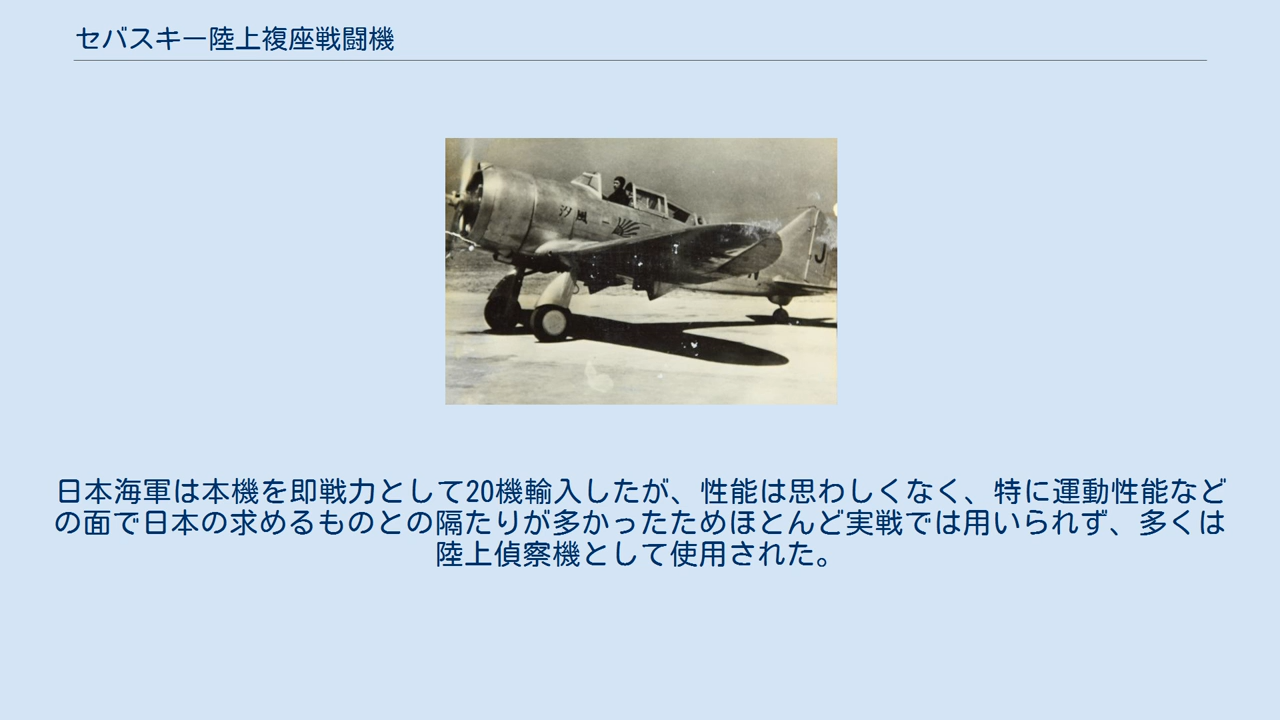 セバスキー陸上複座戦闘機
汐風
J
日本海軍は本機を即戦力として20機輸入したが、性能は思わしくなく、特に運動性能など
の面で日本の求めるものとの隔たりが多かったためほとんど実戦では用いられず、多くは
陸上偵察機として使用された。